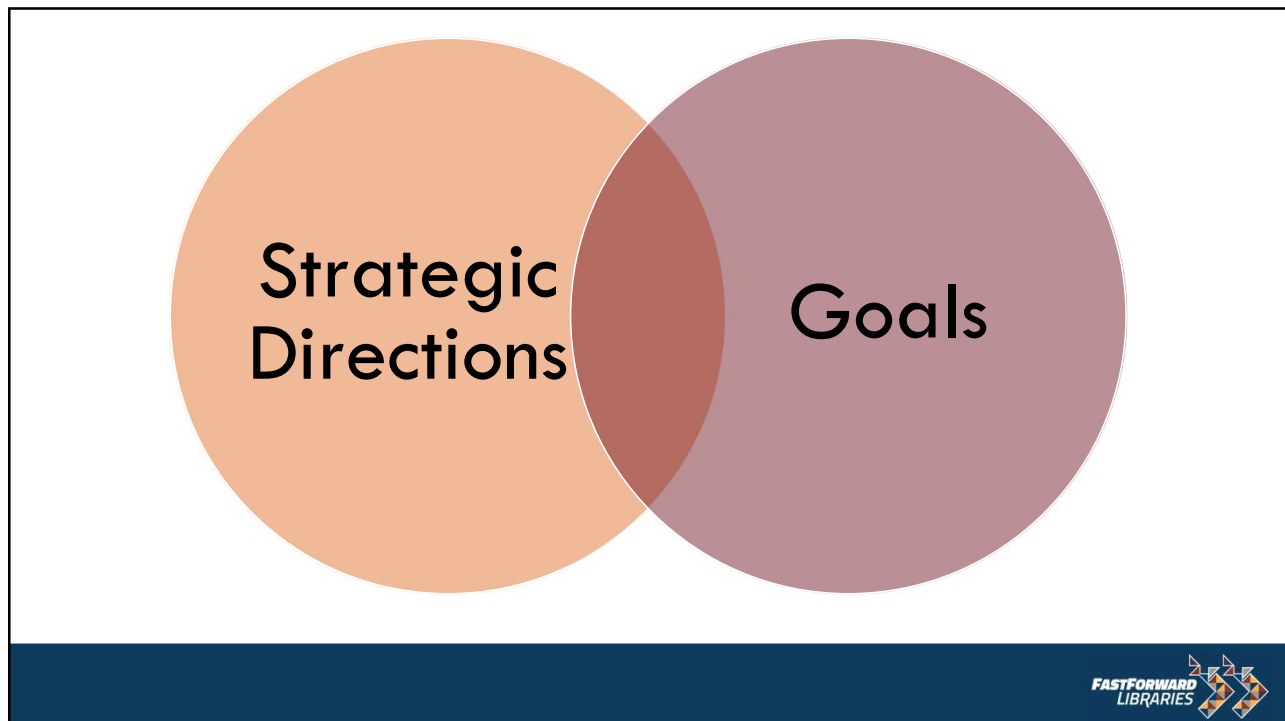 Strategic
Directions
Goals
FASTFORWARD
LIBRARIES